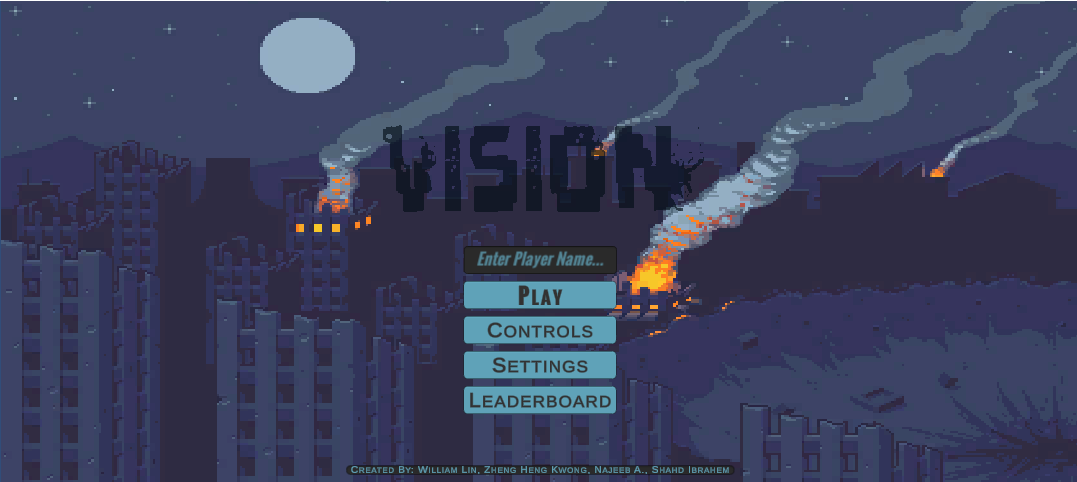 VISION
Enter Player Name...
Play
Controls
Settings
Leaderboard
Created By: William Lin, Zheng Heng Kwong, Najeeb A., Shahd Ibrahem